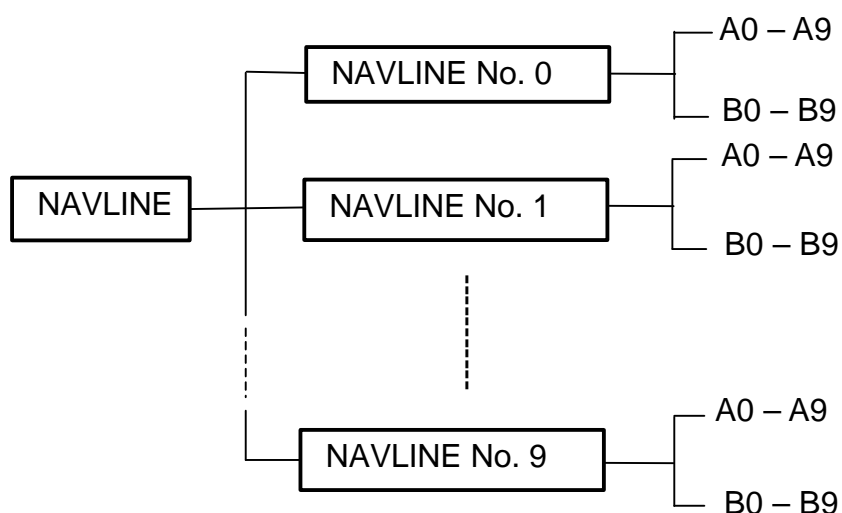 NAVLINE
NAVLINE No. 0
A0 – A9
B0 – B9
NAVLINE No. 1
A0 – A9
B0 – B9
NAVLINE No. 9
A0 – A9
B0 – B9